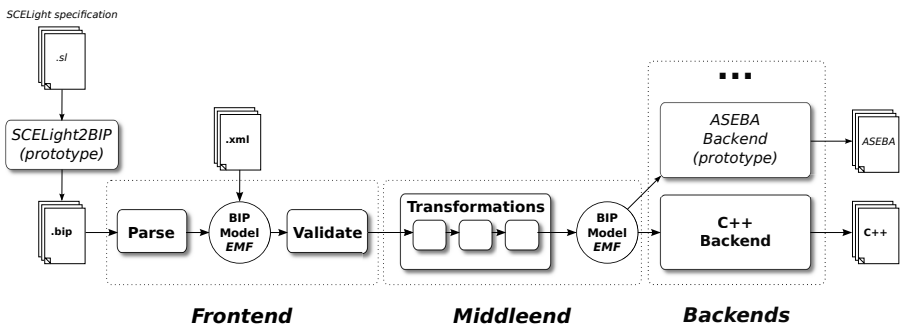 SCELight specification
.sl
SCELight2BIP
(prototype)
.bip
Parse
.xml
BIP
Model
EMF
Validate
Transformations
BIP
Model
EMF
...
ASEBA
Backend
(prototype)
ASEBA
C++
Backend
C++
Frontend
Middleend
Backends